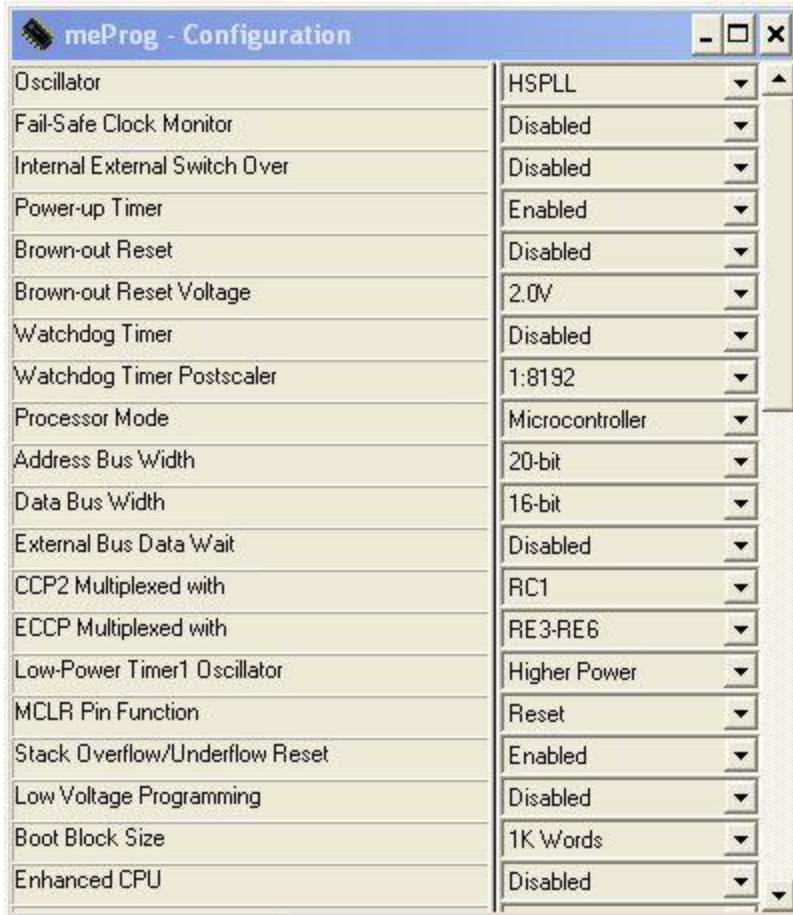 meProg - Configuration
Oscillator HSPLL
Fail-Safe Clock Monitor Disabled
Internal External Switch Over Disabled
Power-up Timer Enabled
Brown-out Reset Disabled
Brown-out Reset Voltage 2.0V
Watchdog Timer Disabled
Watchdog Timer Postscaler 1:8192
Processor Mode Microcontroller
Address Bus Width 20-bit
Data Bus Width 16-bit
External Bus Data Wait Disabled
CCP2 Multiplexed with RC1
ECCP Multiplexed with RE3-RE6
Low-Power Timer1 Oscillator Higher Power
MCLR Pin Function Reset
Stack Overflow/Underflow Reset Enabled
Low Voltage Programming Disabled
Boot Block Size 1K Words
Enhanced CPU Disabled